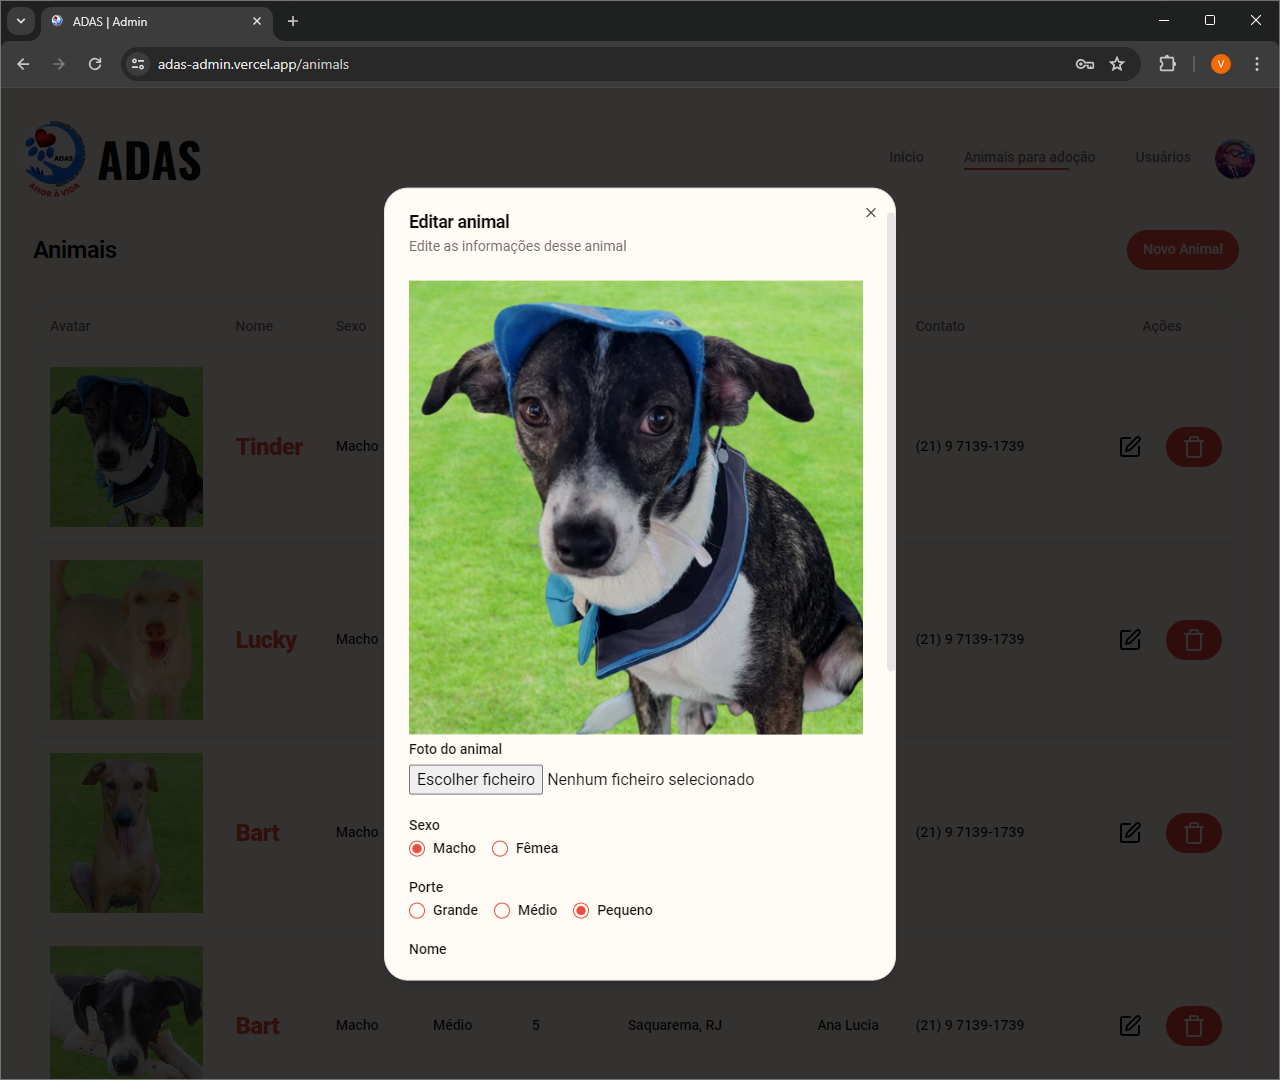 ADAS | Admin
adas-admin.vercel.app/animals
V
ADAS
AMOR À VIDA
ADAS
Início
Animais para adoção
Usuários
Animais
Novo Animal
Avatar
Nome
Sexo
Contato
Ações
Tinder
Macho
(21) 9 7139-1739
Lucky
Macho
(21) 9 7139-1739
Bart
Macho
(21) 9 7139-1739
Bart
Macho
Médio
5
Saquarema, RJ
Ana Lucia
(21) 9 7139-1739
Editar animal
Edite as informações desse animal
Foto do animal
Escolher ficheiro Nenhum ficheiro selecionado
Sexo
Macho Fêmea
Porte
Grande Médio Pequeno
Nome